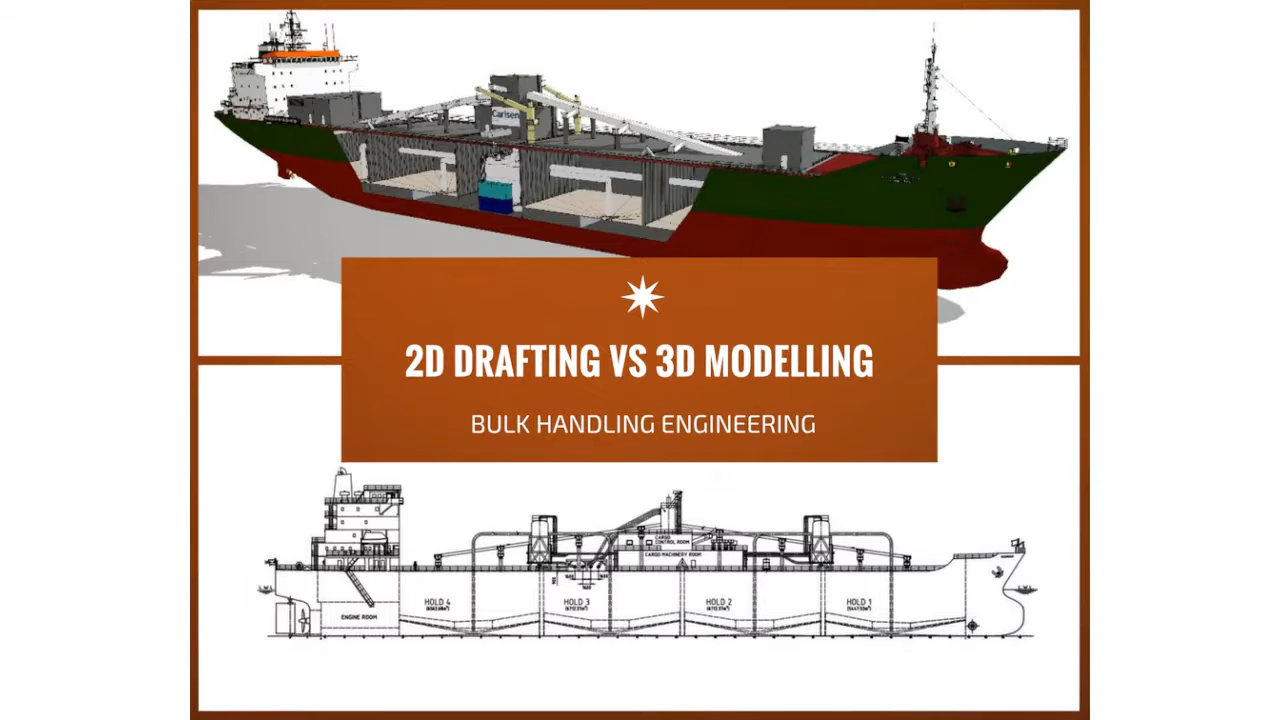 Carlsen
2D DRAFTING VS 3D MODELLING
BULK HANDLING ENGINEERING
CARGO
CONTROL ROOM
CARGO MACHINERY ROOM
HOLD 4
HOLD 3
HOLD 2
HOLD 1
ENGINE ROOM